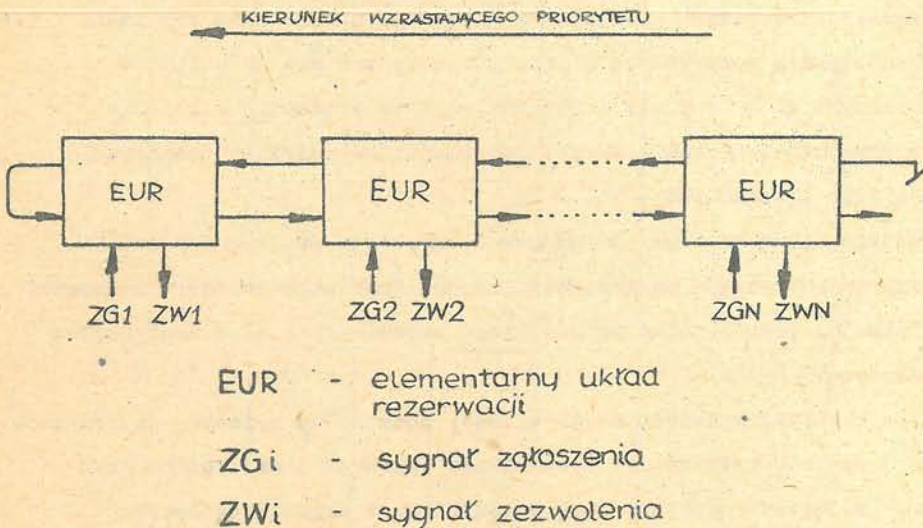 KIERUNEK WZRASTAJĄCEGO PRIORYTETU
EUR EUR EUR
ZG1 ZW1 ZG2 ZW2 ZGN ZWN
EUR - elementarny układ
rezerwacji
ZGi - sygnał zgłoszenia
ZWi - sygnał zezwolenia